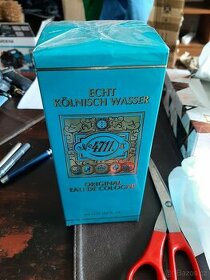 ECHT
KÖLNISCH WASSER
No 4711
ORIGINAL
EAU DE COLOGNE